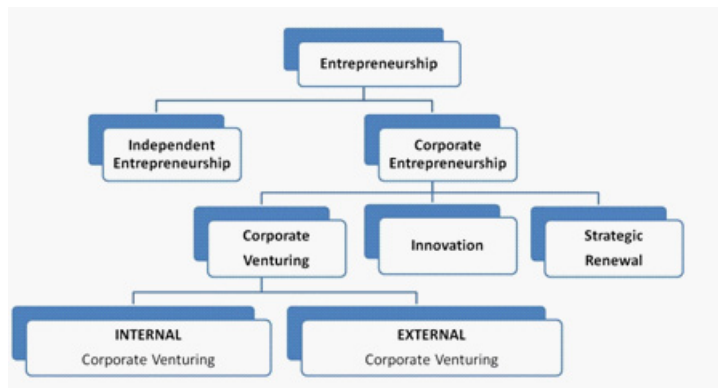 Entrepreneurship
Independent
Entrepreneurship
Corporate
Entrepreneurship
Corporate
Venturing
Innovation
Strategic
Renewal
INTERNAL
Corporate Venturing
EXTERNAL
Corporate Venturing